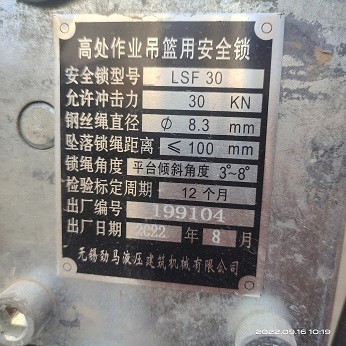 高处作业吊篮用安全锁
安全锁型号 LSF 30
允许冲击力 30 KN
钢丝绳直径 Φ 8.3 mm
坠落锁绳距离 ≤ 100 mm
锁绳角度 平台倾斜角度 3°~8°
检验标定周期 12 个月
出厂编号 199104
出厂日期 2022 年 8 月
无锡劲马液压建筑机械有限公司
2022.09.16 10:19